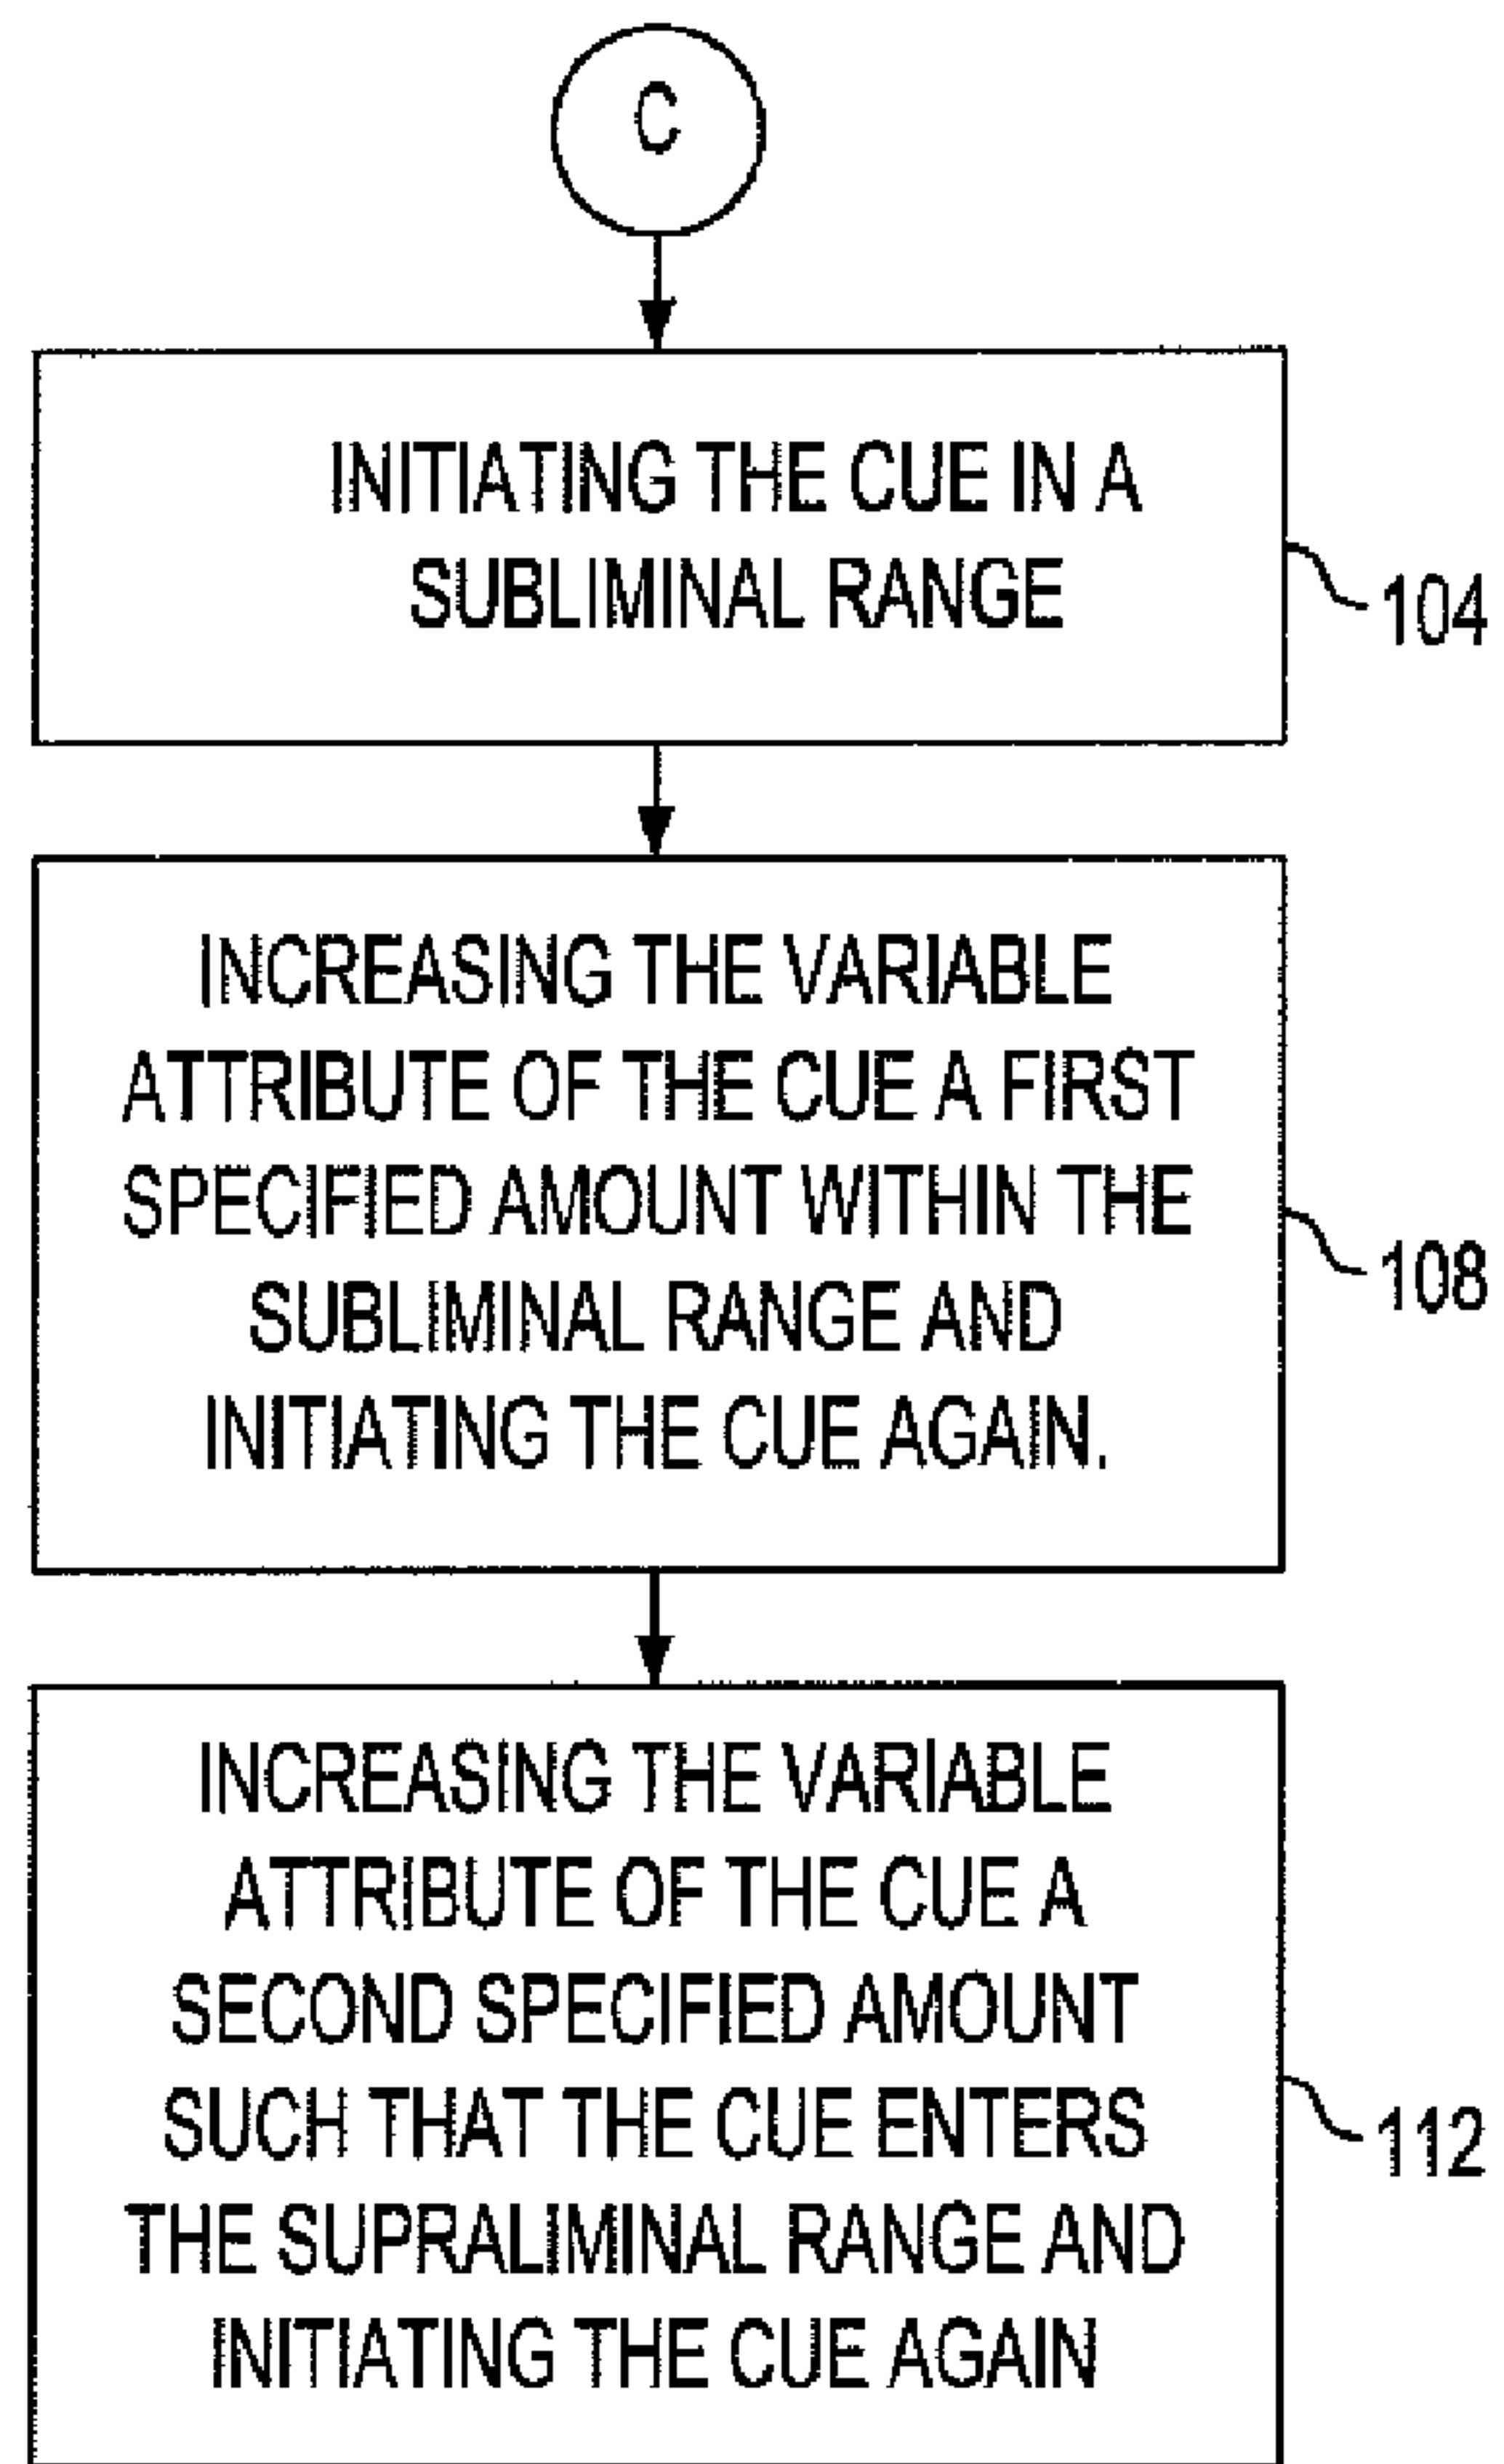 C
INITIATING THE CUE IN A
SUBLIMINAL RANGE
104
INCREASING THE VARIABLE
ATTRIBUTE OF THE CUE A FIRST
SPECIFIED AMOUNT WITHIN THE
SUBLIMINAL RANGE AND
INITIATING THE CUE AGAIN.
108
INCREASING THE VARIABLE
ATTRIBUTE OF THE CUE A
SECOND SPECIFIED AMOUNT
SUCH THAT THE CUE ENTERS
THE SUPRALIMINAL RANGE AND
INITIATING THE CUE AGAIN
112